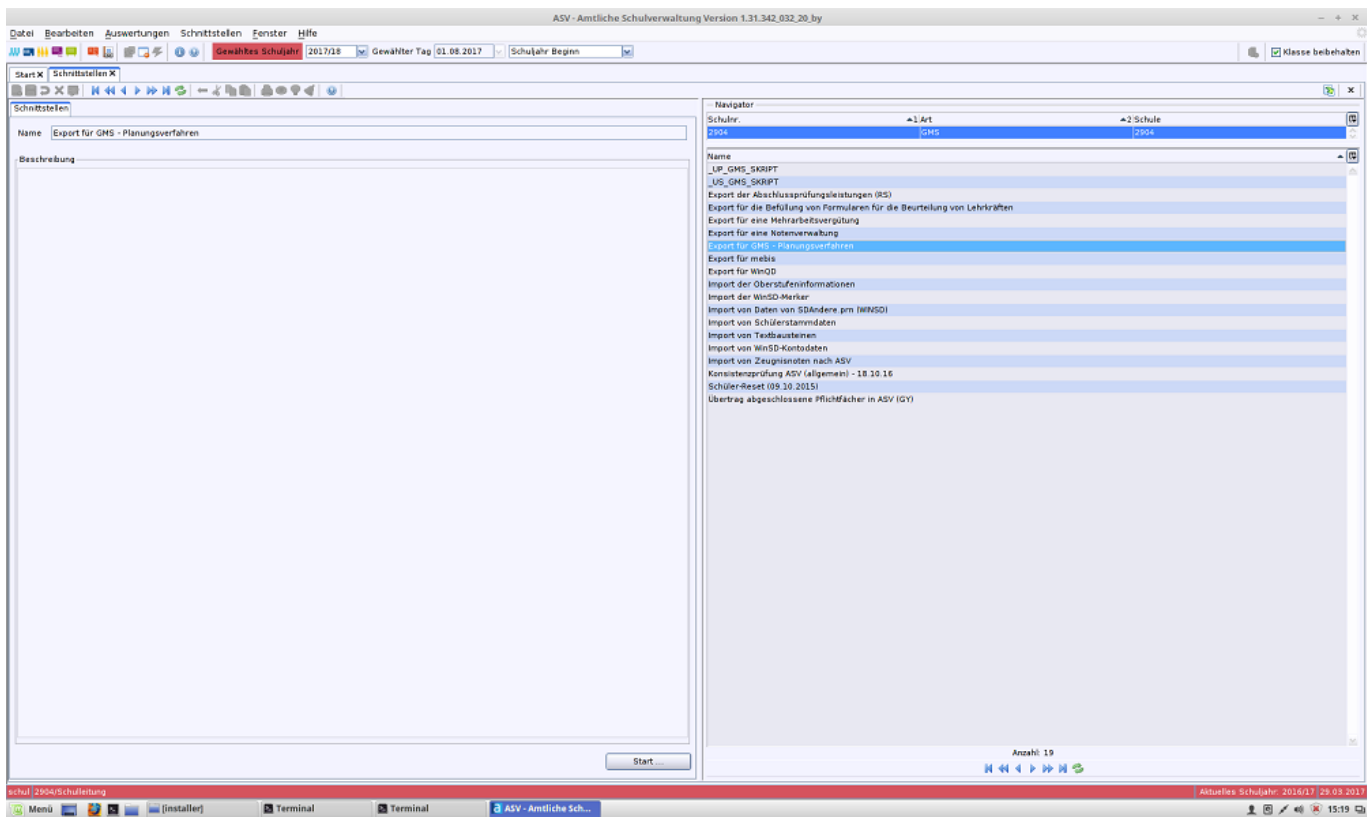 ASV - Amtliche Schulverwaltung Version 1.31.342_032_20_by
Datei Bearbeiten Auswertungen Schnittstellen Fenster Hilfe
Gewähltes Schuljahr 2017/18 Gewählter Tag 01.08.2017 Schuljahr Beginn Klasse beibehalten
Start X Schnittstellen X
Schnittstellen
Name Export für GMS - Planungsverfahren
Beschreibung
Start ...
Navigator
Schulnr. 1 Art 2 Schule
2904 GMS 2904
Name
_UP_GMS_SKRIPT
_US_GMS_SKRIPT
Export der Abschlussprüfungsleistungen (RS)
Export für die Befüllung von Formularen für die Beurteilung von Lehrkräften
Export für eine Mehrarbeitsvergütung
Export für eine Notenverwaltung
Export für GMS - Planungsverfahren
Export für mebis
Export für WinQD
Import der Oberstufeninformationen
Import der WinSD-Merker
Import von Daten von SDAndere.prn (WINSD)
Import von Schülerstammdaten
Import von Textbausteinen
Import von WinSD-Kontodaten
Import von Zeugnisnoten nach ASV
Konsistenzprüfung ASV (allgemein) - 18.10.16
Schüler-Reset (09.10.2015)
Übertrag abgeschlossene Pflichtfächer in ASV (GY)
Anzahl: 19
schul 2904/Schulleitung Aktuelles Schuljahr: 2016/17 29.03.2017
Menü [installer] Terminal Terminal ASV - Amtliche Sch... 15:19